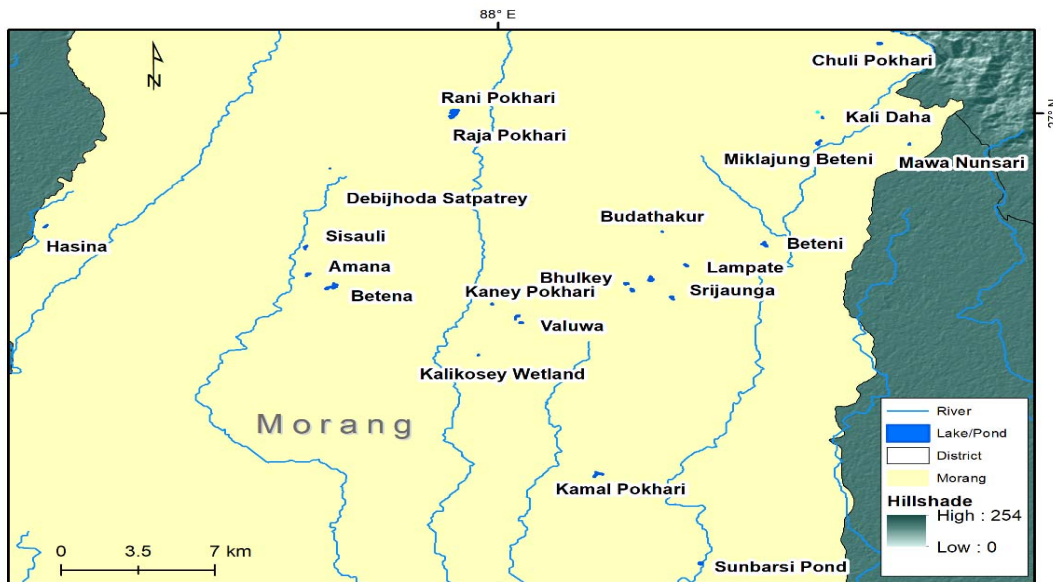 88° E
Chuli Pokhari
Rani Pokhari
Kali Daha
27° N
N
Raja Pokhari
Miklajung Beteni
Mawa Nunsari
Debijhoda Satpatrey
Budathakur
Hasina
Sisauli
Beteni
Amana
Lampate
Bhulkey
Betena
Kaney Pokhari
Srijaunga
Valuwa
Kalikosey Wetland
Morang
Kamal Pokhari
Sunbarsi Pond
0 3.5 7 km
River
Lake/Pond
District
Morang
Hillshade
High : 254
Low : 0